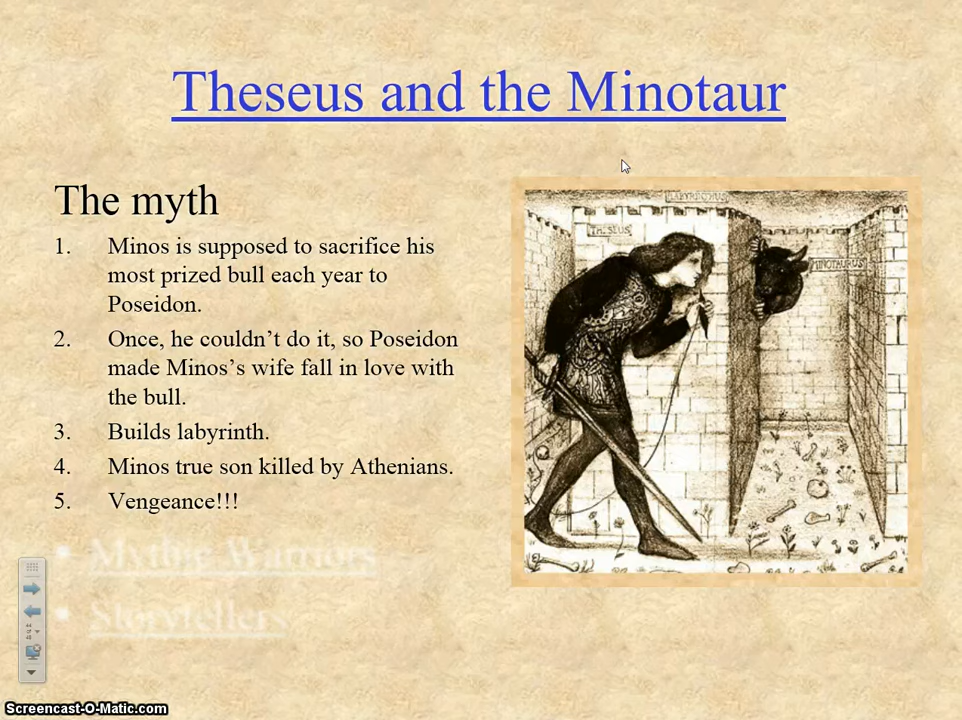 Theseus and the Minotaur
The myth
1. Minos is supposed to sacrifice his
most prized bull each year to
Poseidon.
2. Once, he couldn’t do it, so Poseidon
made Minos’s wife fall in love with
the bull.
3. Builds labyrinth.
4. Minos true son killed by Athenians.
5. Vengeance!!!
• Mythic Warriors
• Storytellers
LABYRINTHUS
THESEUS
MINOTAURUS
Screencast-O-Matic.com